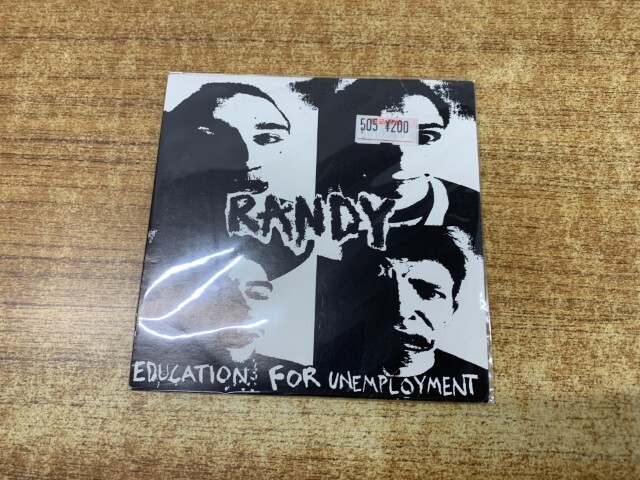 505 ¥200
RANDY
EDUCATION FOR UNEMPLOYMENT